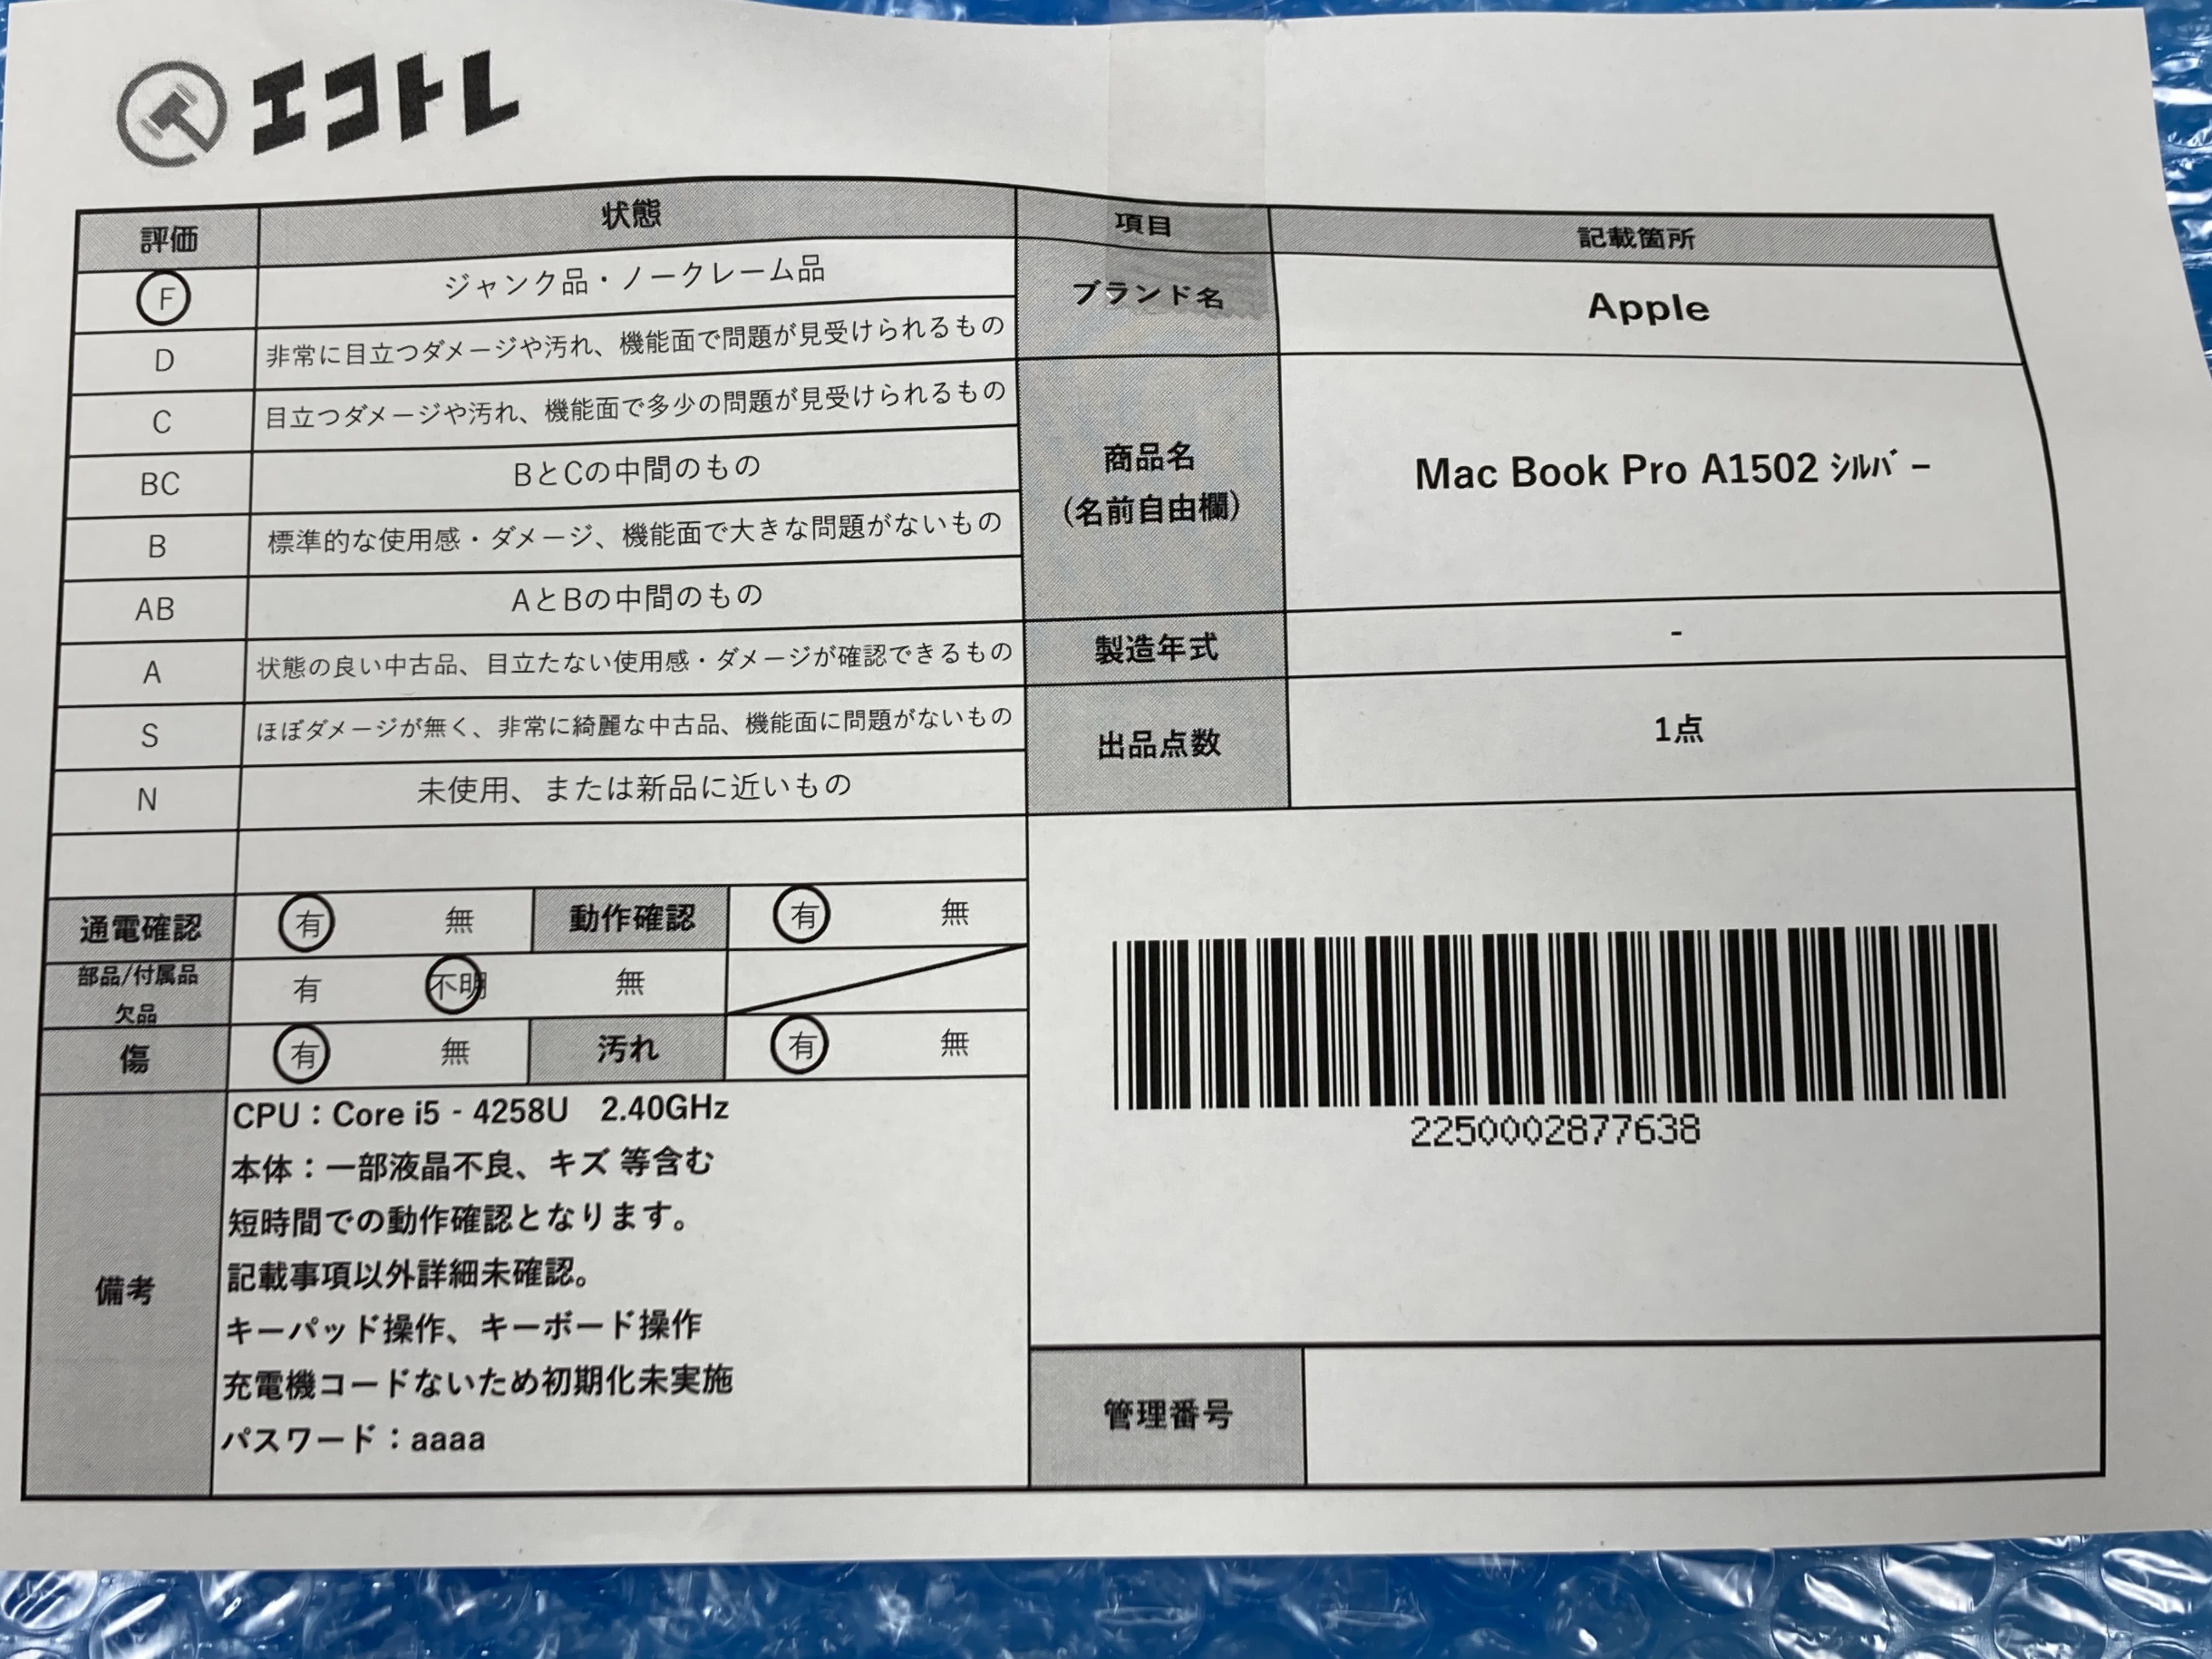 エコトレ
評価 状態
F ジャンク品・ノークレーム品
D 非常に目立つダメージや汚れ、機能面で問題が見受けられるもの
C 目立つダメージや汚れ、機能面で多少の問題が見受けられるもの
BC BとCの中間のもの
B 標準的な使用感・ダメージ、機能面で大きな問題がないもの
AB AとBの中間のもの
A 状態の良い中古品、目立たない使用感・ダメージが確認できるもの
S ほぼダメージが無く、非常に綺麗な中古品、機能面に問題がないもの
N 未使用、または新品に近いもの
通電確認 有 無 動作確認 有 無
部品/付属品
欠品 有 不明 無
傷 有 無 汚れ 有 無
備考
CPU：Core i5 - 4258U 2.40GHz
本体：一部液晶不良、キズ 等含む
短時間での動作確認となります。
記載事項以外詳細未確認。
キーパッド操作、キーボード操作
充電機コードないため初期化未実施
パスワード：aaaa
項目 記載箇所
ブランド名 Apple
商品名
(名前自由欄)
Mac Book Pro A1502 ｼﾙﾊﾞｰ
製造年式 -
出品点数 1点
2250002877638
管理番号